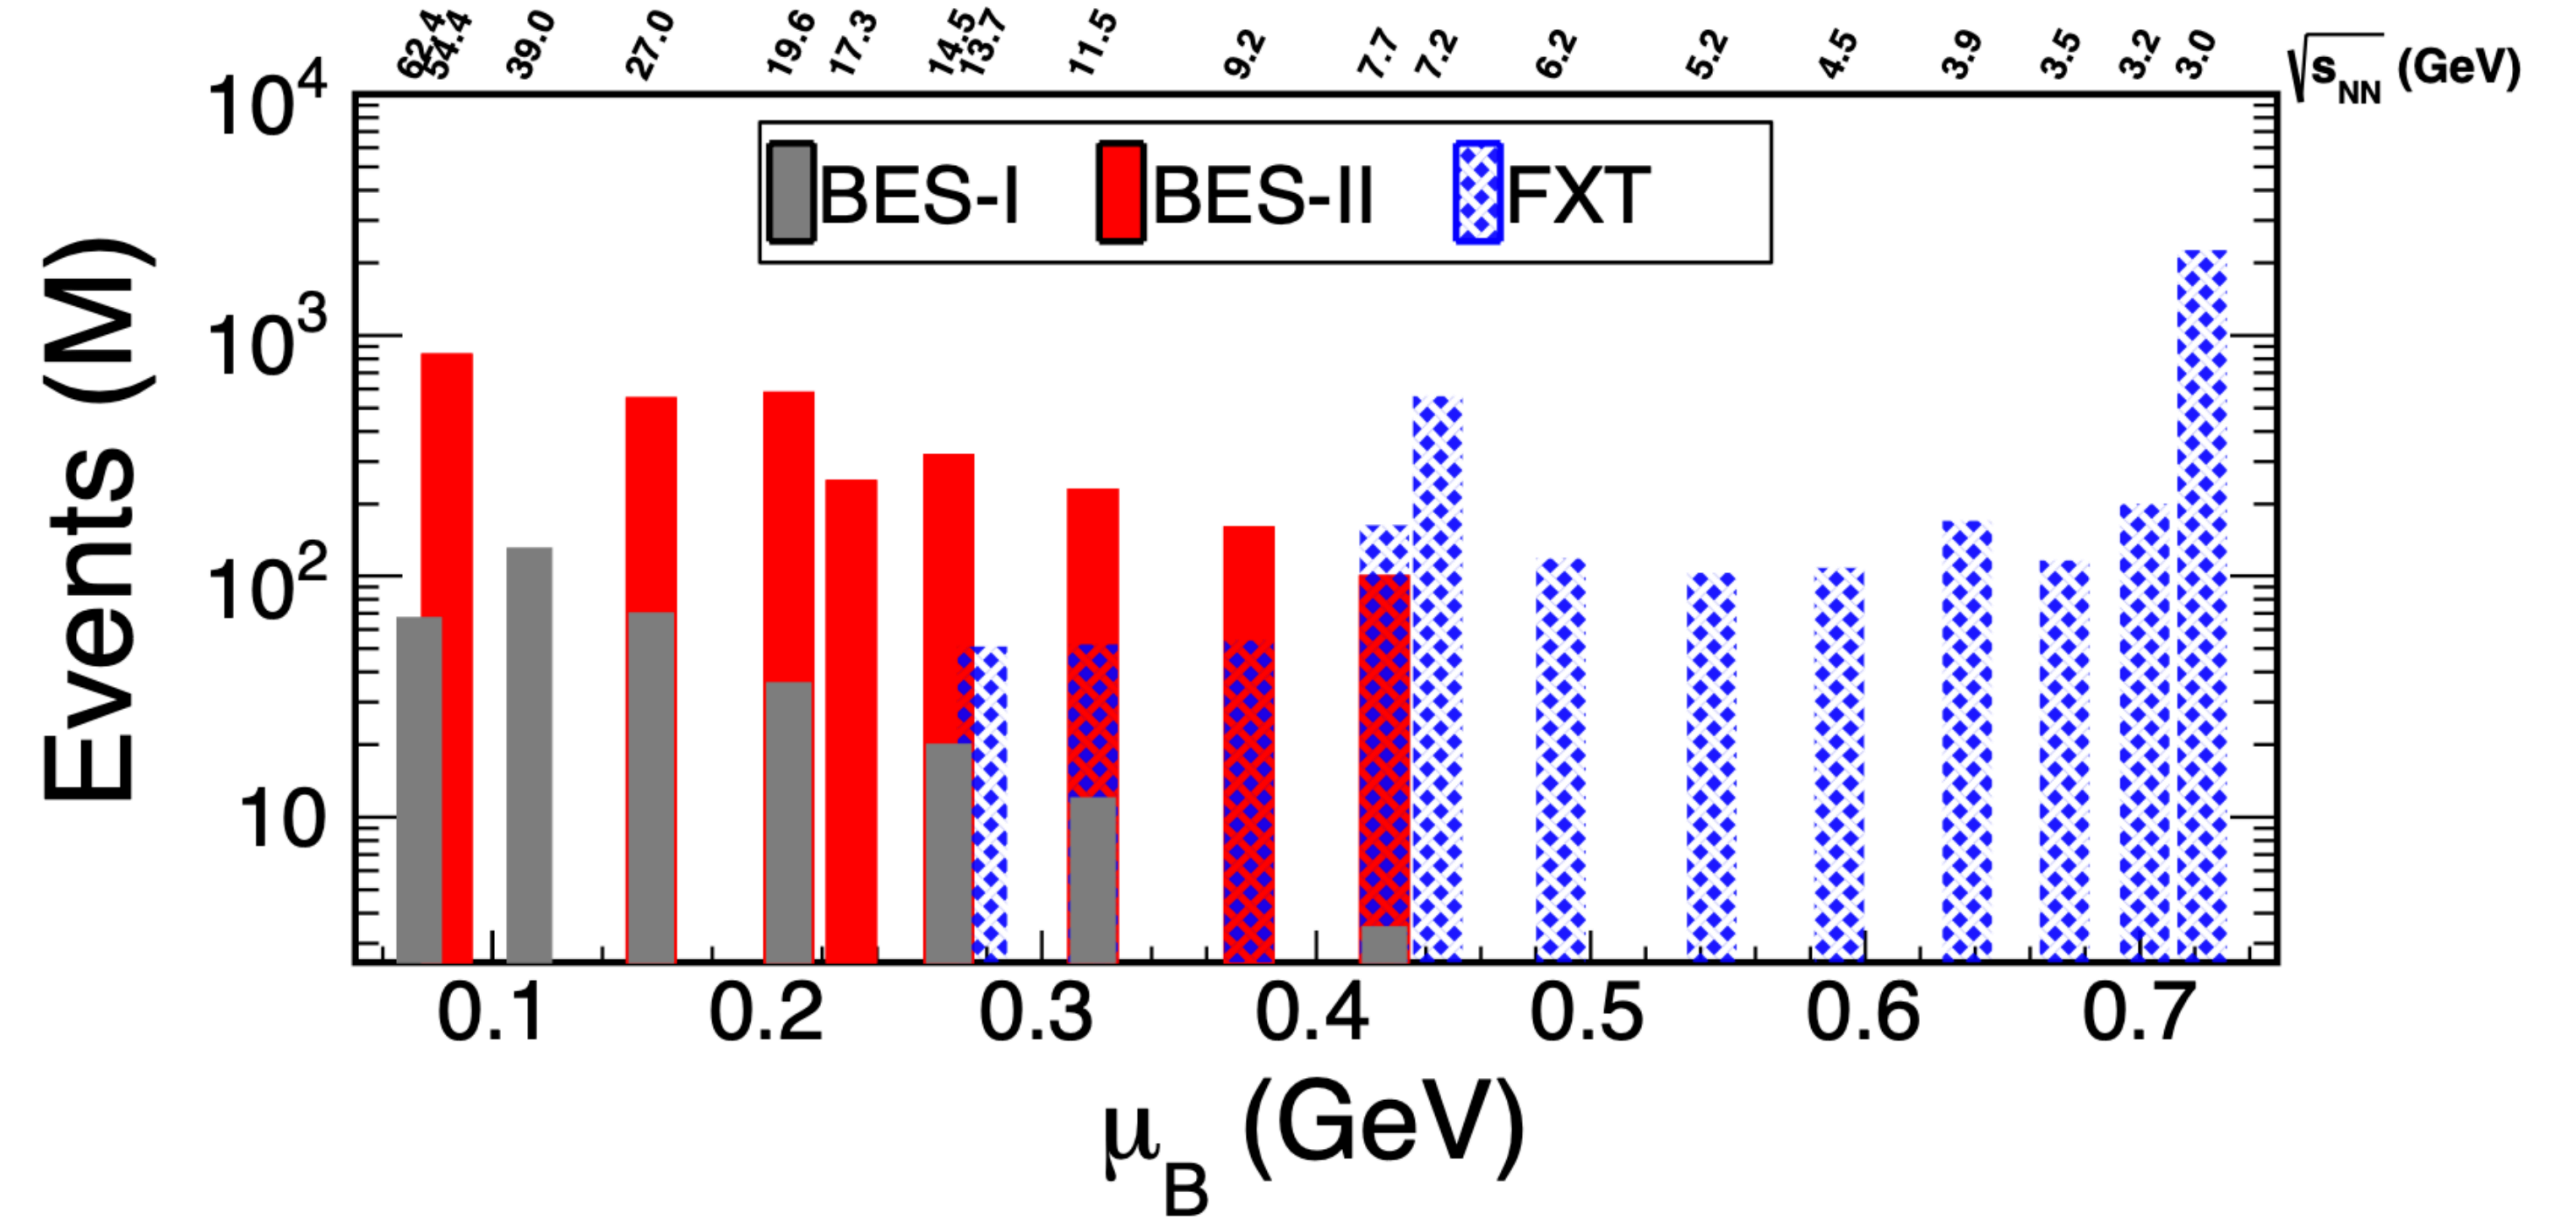 62.4 54.4 39.0 27.0 19.6 17.3 14.5 13.7 11.5 9.2 7.7 7.2 6.2 5.2 4.5 3.9 3.5 3.2 3.0 √sNN (GeV)
10^4
BES-I BES-II FXT
10^3
10^2
10
Events (M)
0.1 0.2 0.3 0.4 0.5 0.6 0.7
μB (GeV)